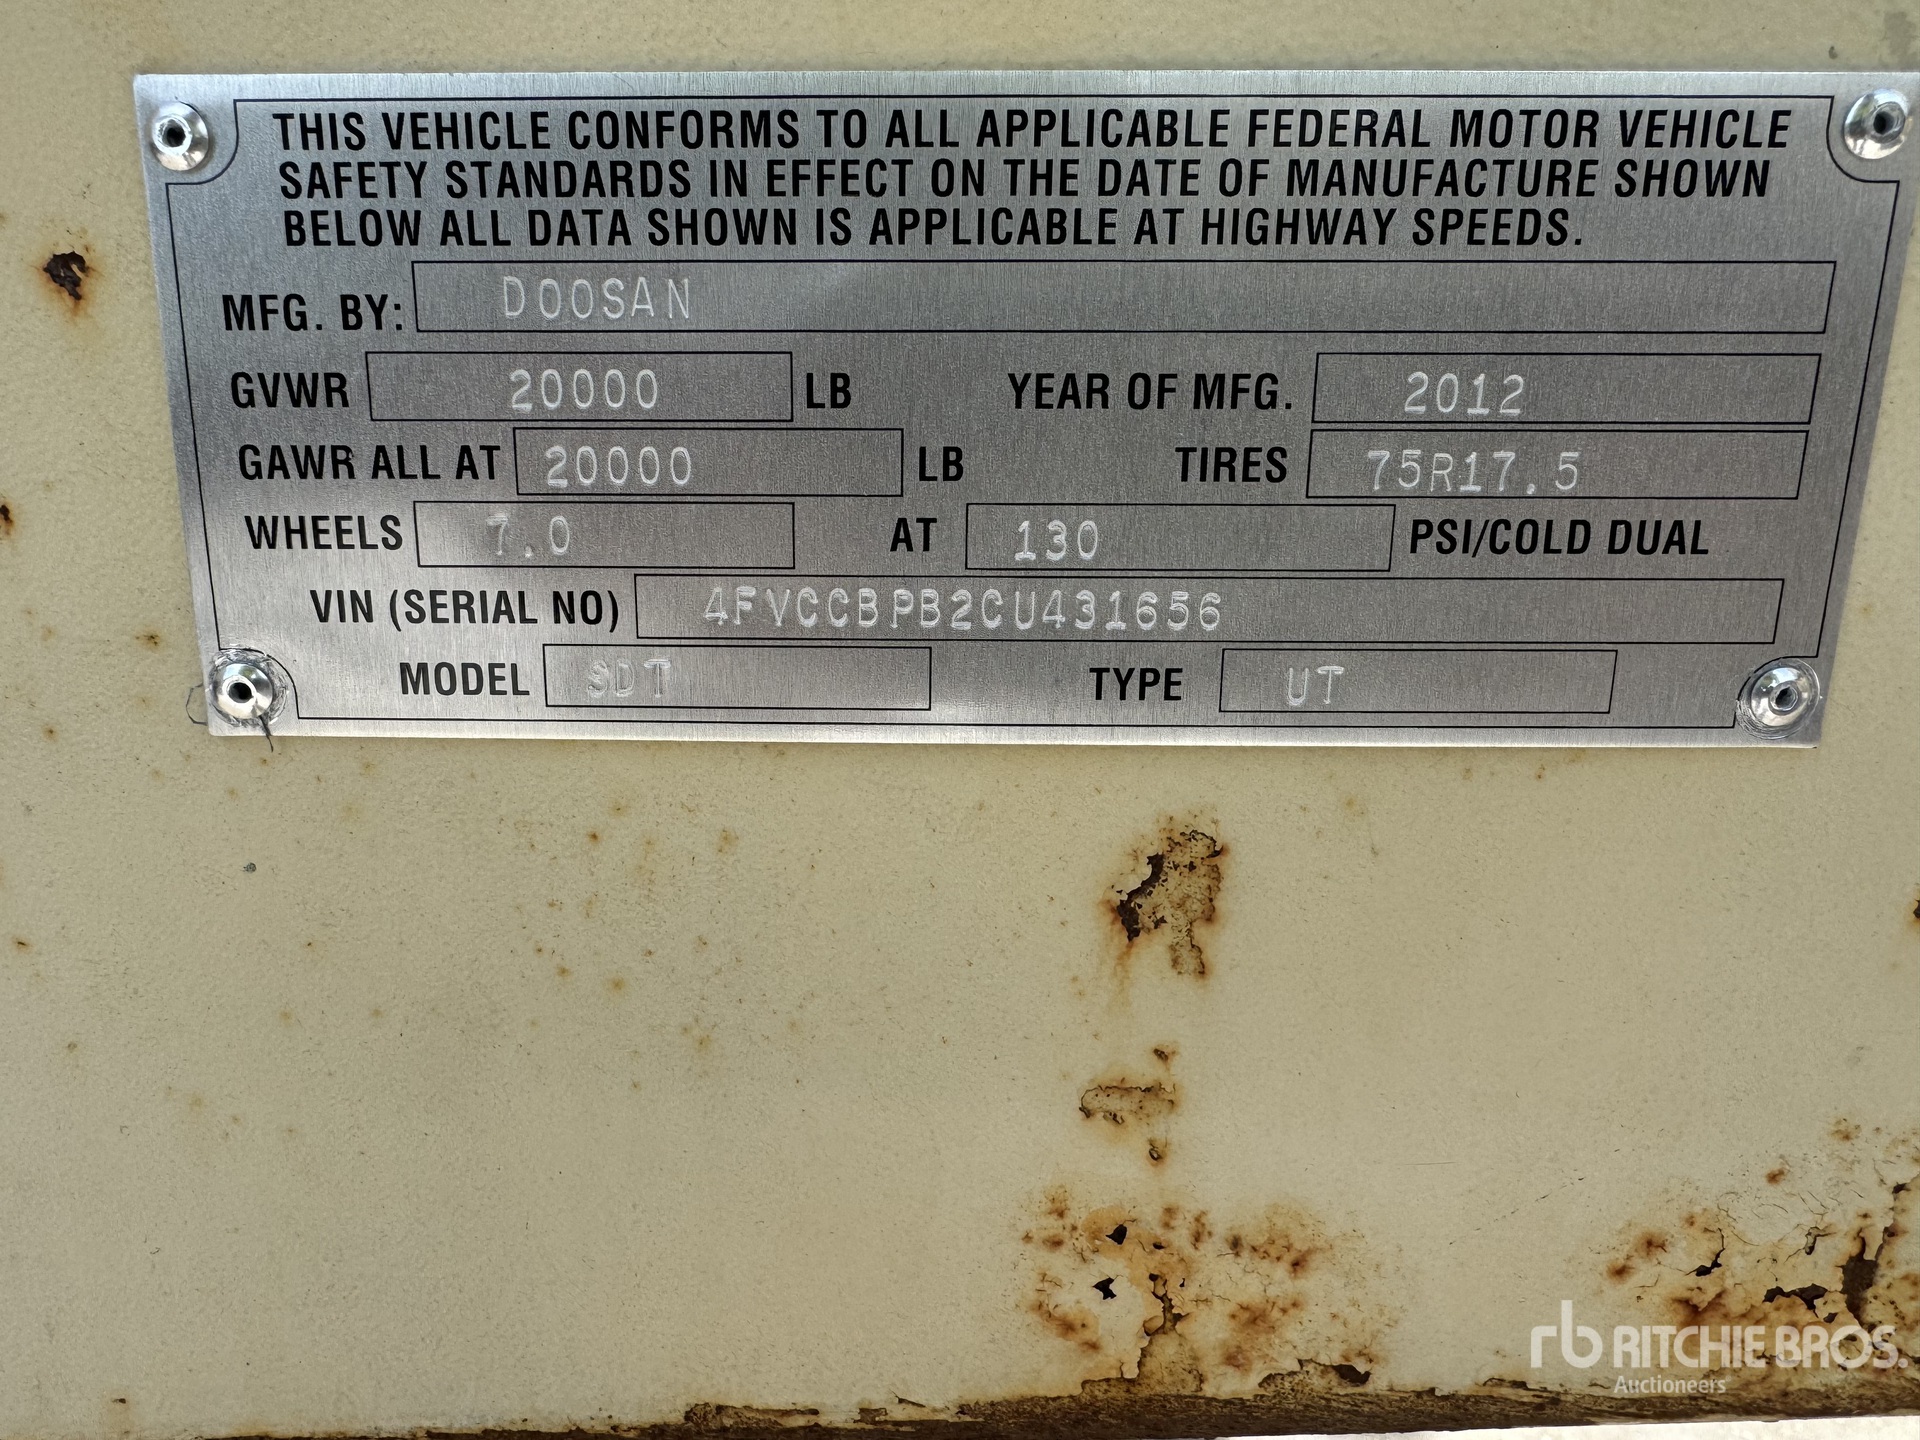 THIS VEHICLE CONFORMS TO ALL APPLICABLE FEDERAL MOTOR VEHICLE
SAFETY STANDARDS IN EFFECT ON THE DATE OF MANUFACTURE SHOWN
BELOW ALL DATA SHOWN IS APPLICABLE AT HIGHWAY SPEEDS.
MFG. BY: DOOSAN
GVWR 20000 LB YEAR OF MFG. 2012
GAWR ALL AT 20000 LB TIRES 75R17.5
WHEELS 7.0 AT 130 PSI/COLD DUAL
VIN (SERIAL NO) 4FVCCBPB2CU431656
MODEL SDT TYPE UT
rb RITCHIE BROS.
Auctioneers